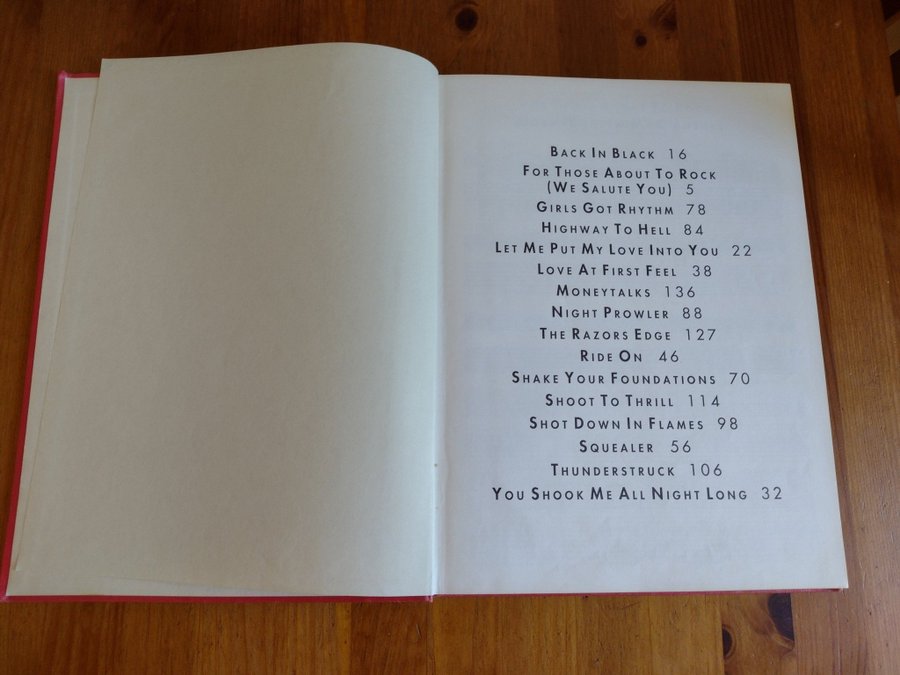 Back In Black 16
For Those About To Rock
(We Salute You) 5
Girls Got Rhythm 78
Highway To Hell 84
Let Me Put My Love Into You 22
Love At First Feel 38
Moneytalks 136
Night Prowler 88
The Razors Edge 127
Ride On 46
Shake Your Foundations 70
Shoot To Thrill 114
Shot Down In Flames 98
Squealer 56
Thunderstruck 106
You Shook Me All Night Long 32